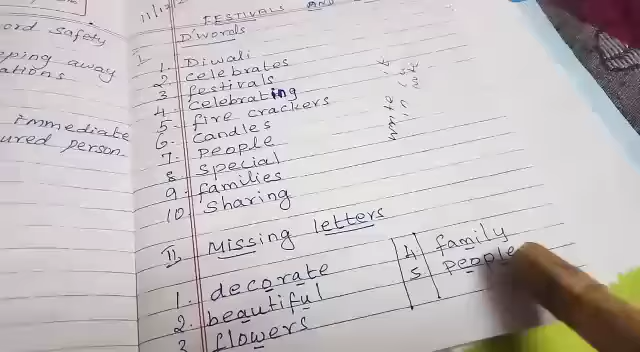 ord safety
eping away
ations
immediate
ured person
11/12
FESTIVALS AND
D'words
I
1. Diwali
2. celebrates
3. festivals
4. celebrating
5. fire crackers
6. candles
7. people
8. special
9. families
10. Sharing
II Missing letters
1. decorate
2. beautiful
3 flowers
4 family
5 people